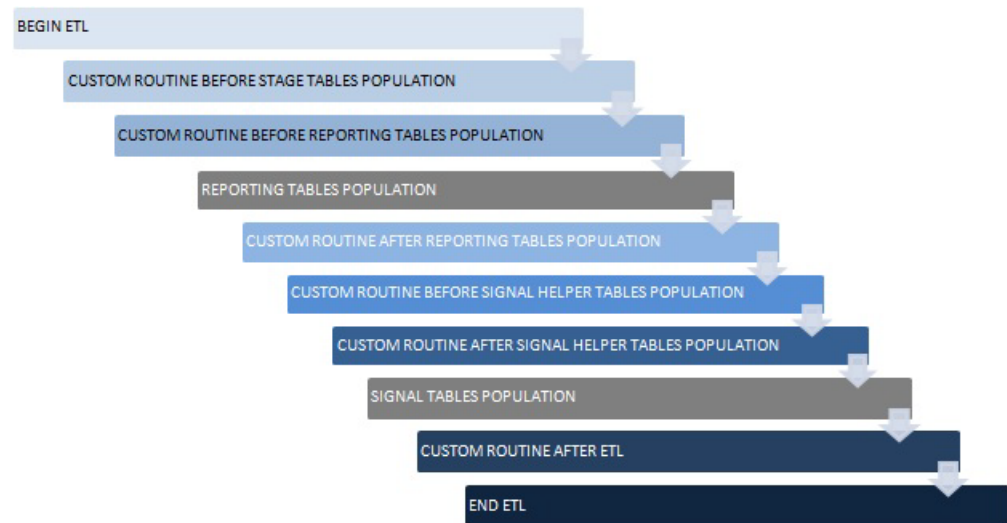 BEGIN ETL
CUSTOM ROUTINE BEFORE STAGE TABLES POPULATION
CUSTOM ROUTINE BEFORE REPORTING TABLES POPULATION
REPORTING TABLES POPULATION
CUSTOM ROUTINE AFTER REPORTING TABLES POPULATION
CUSTOM ROUTINE BEFORE SIGNAL HELPER TABLES POPULATION
CUSTOM ROUTINE AFTER SIGNAL HELPER TABLES POPULATION
SIGNAL TABLES POPULATION
CUSTOM ROUTINE AFTER ETL
END ETL